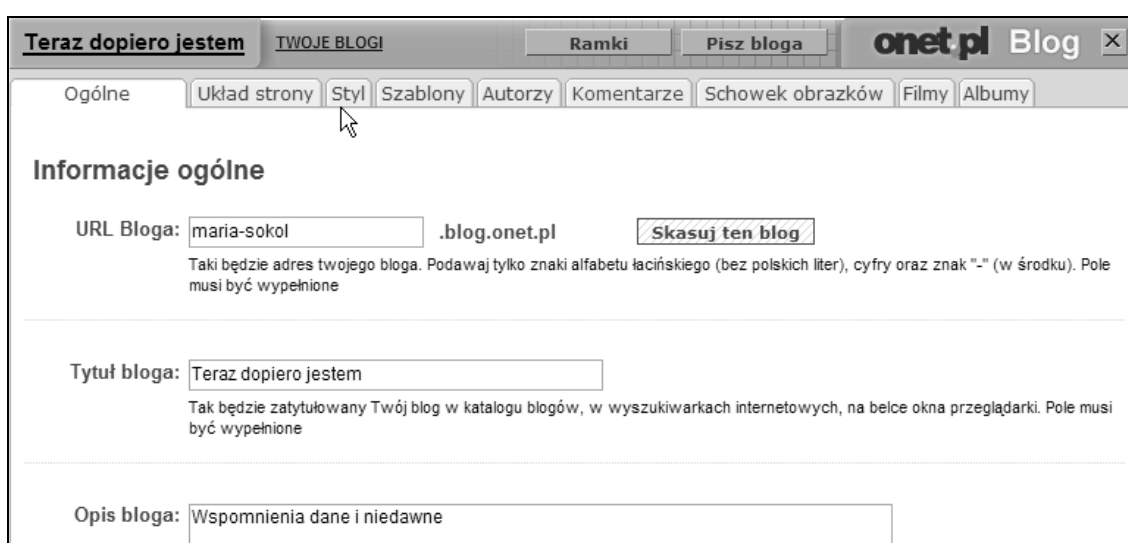 Teraz dopiero jestem TWOJE BLOGI Ramki Pisz bloga onet.pl Blog
Ogólne Układ strony Styl Szablony Autorzy Komentarze Schowek obrazków Filmy Albumy
Informacje ogólne
URL Bloga: maria-sokol .blog.onet.pl Skasuj ten blog
Taki będzie adres twojego bloga. Podawaj tylko znaki alfabetu łacińskiego (bez polskich liter), cyfry oraz znak "-" (w środku). Pole
musi być wypełnione
Tytuł bloga: Teraz dopiero jestem
Tak będzie zatytułowany Twój blog w katalogu blogów, w wyszukiwarkach internetowych, na belce okna przeglądarki. Pole musi
być wypełnione
Opis bloga: Wspomnienia dane i niedawne